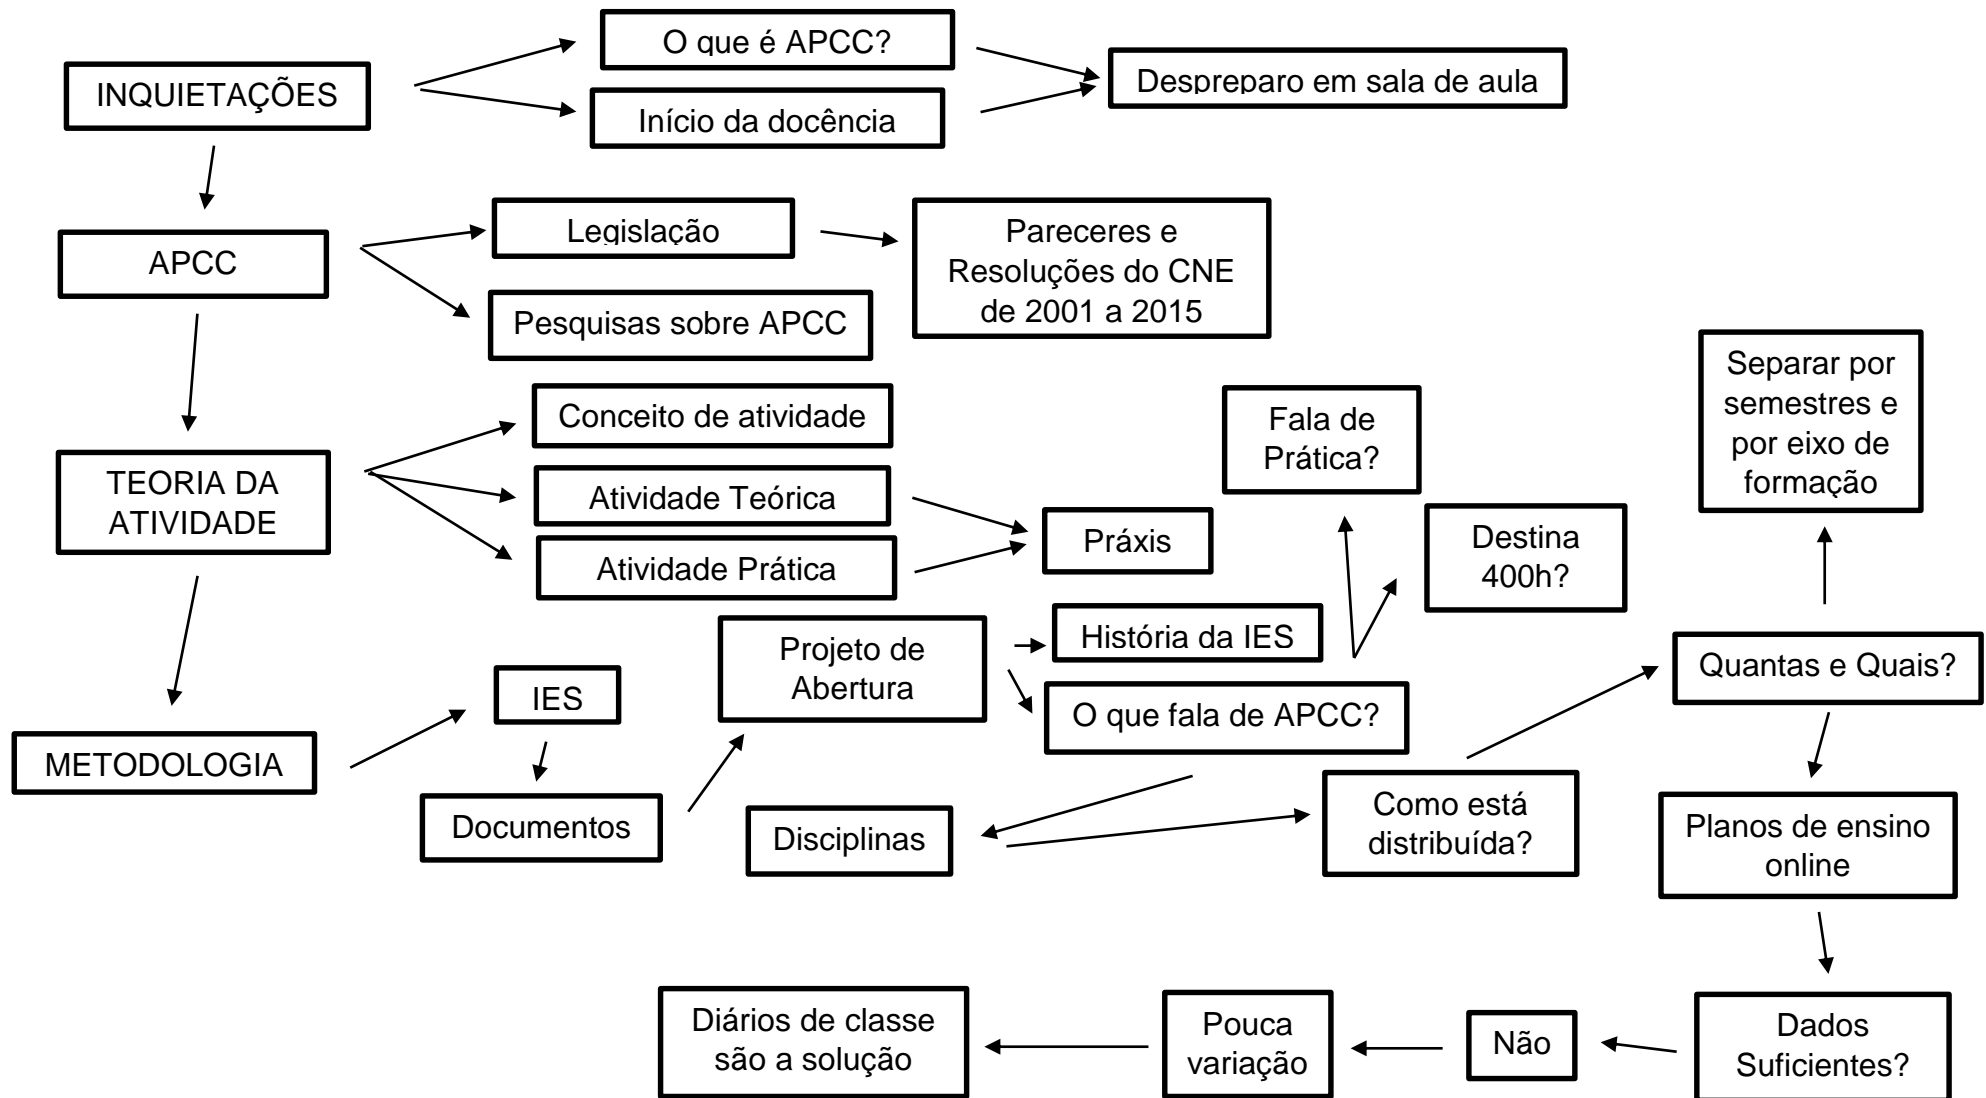 O que é APCC?
INQUIETAÇÕES
Despreparo em sala de aula
Início da docência
Legislação
Pareceres e
Resoluções do CNE
de 2001 a 2015
APCC
Pesquisas sobre APCC
Separar por
semestres e
por eixo de
formação
Conceito de atividade
Fala de
Prática?
TEORIA DA
ATIVIDADE
Atividade Teórica
Práxis
Destina
400h?
Atividade Prática
Projeto de
Abertura
História da IES
Quantas e Quais?
IES
O que fala de APCC?
METODOLOGIA
Documentos
Disciplinas
Como está
distribuída?
Planos de ensino
online
Diários de classe
são a solução
Pouca
variação
Não
Dados
Suficientes?